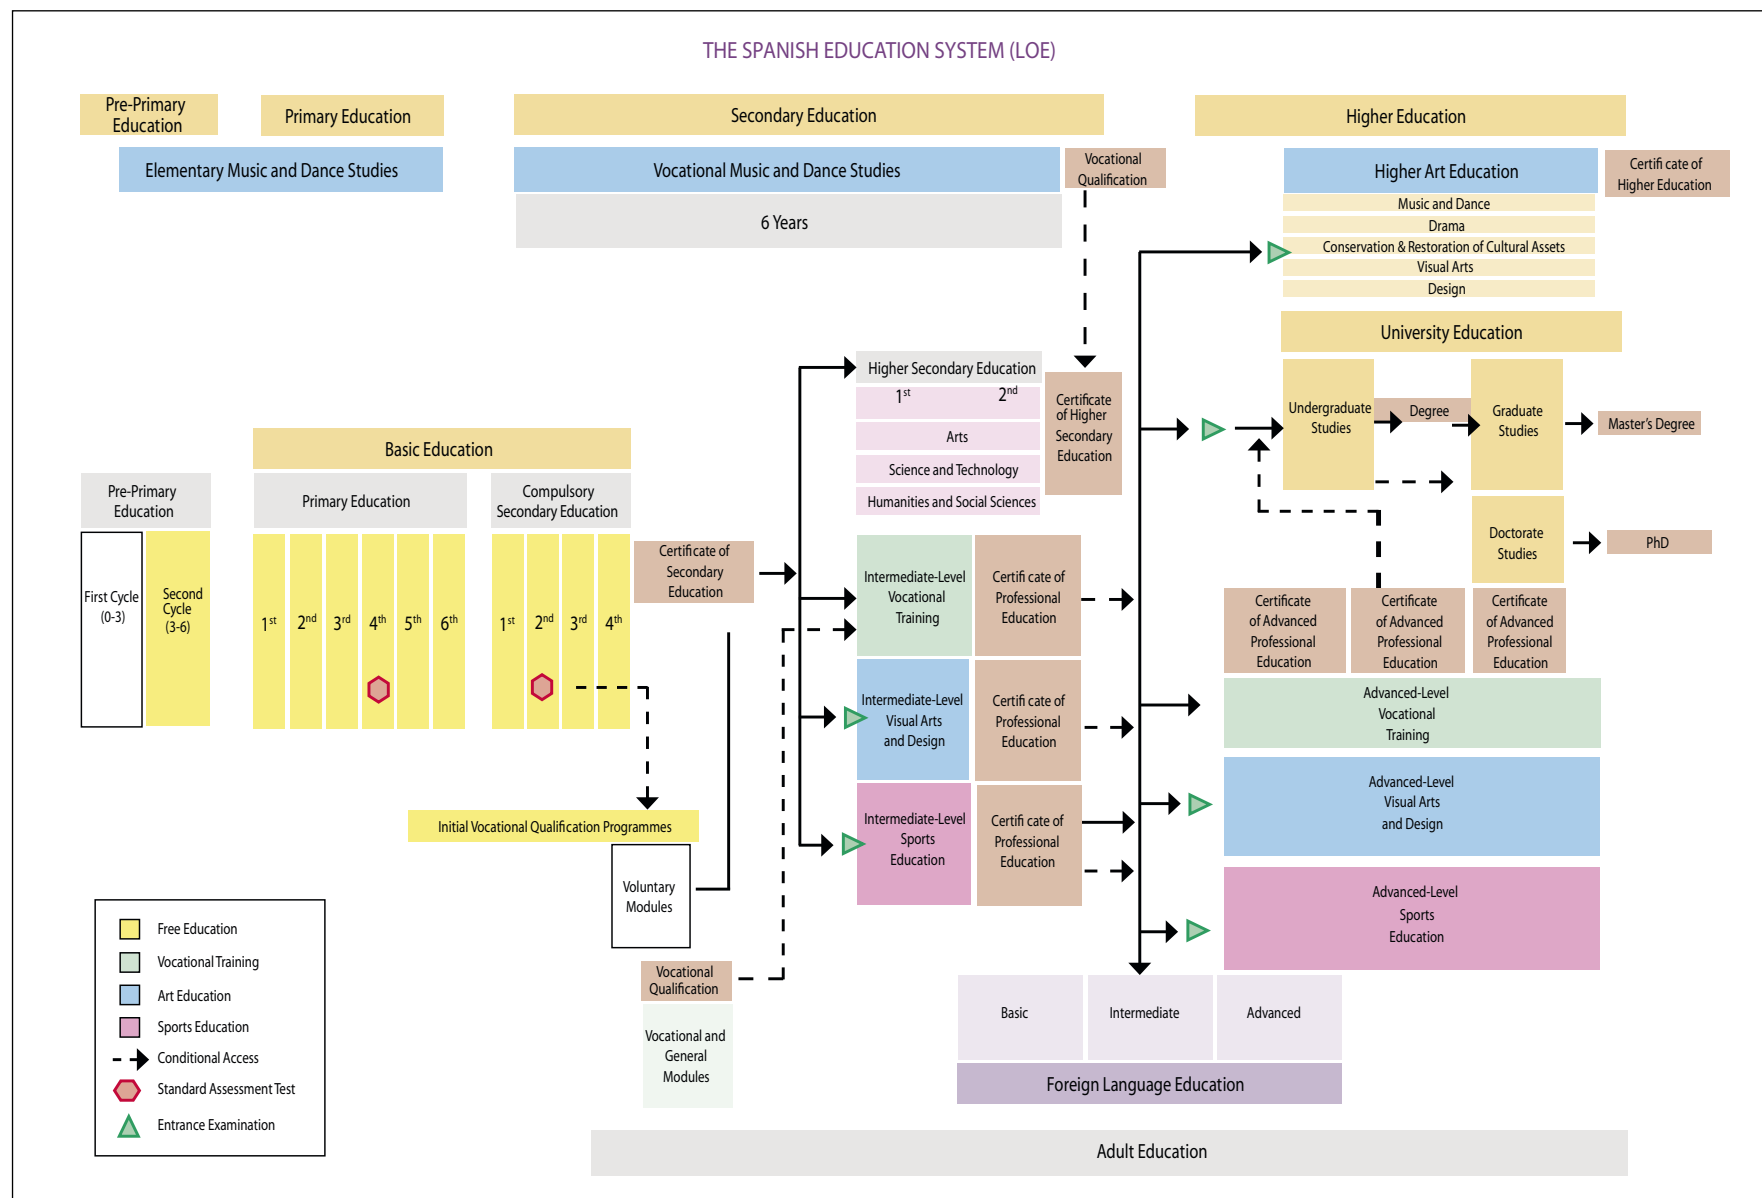 THE SPANISH EDUCATION SYSTEM (LOE)
Pre-Primary
Education
Primary Education
Secondary Education
Higher Education
Elementary Music and Dance Studies
Vocational Music and Dance Studies
Vocational
Qualification
Higher Art Education
Certifi cate of
Higher Education
6 Years
Music and Dance
Drama
Conservation & Restoration of Cultural Assets
Visual Arts
Design
University Education
Higher Secondary Education
1st 2nd
Arts
Science and Technology
Humanities and Social Sciences
Certificate
of Higher
Secondary
Education
Undergraduate
Studies
Degree
Graduate
Studies
Master's Degree
Doctorate
Studies
PhD
Basic Education
Pre-Primary
Education
Primary Education
Compulsory
Secondary Education
First Cycle
(0-3)
Second
Cycle
(3-6)
1st 2nd 3rd 4th 5th 6th
1st 2nd 3rd 4th
Certificate of
Secondary
Education
Intermediate-Level
Vocational
Training
Certifi cate of
Professional
Education
Intermediate-Level
Visual Arts
and Design
Certifi cate of
Professional
Education
Intermediate-Level
Sports
Education
Certifi cate of
Professional
Education
Certificate
of Advanced
Professional
Education
Certificate
of Advanced
Professional
Education
Certificate
of Advanced
Professional
Education
Advanced-Level
Vocational
Training
Advanced-Level
Visual Arts
and Design
Advanced-Level
Sports
Education
Initial Vocational Qualification Programmes
Voluntary
Modules
Vocational
Qualification
Vocational and
General
Modules
Basic
Intermediate
Advanced
Foreign Language Education
Adult Education
Free Education
Vocational Training
Art Education
Sports Education
Conditional Access
Standard Assessment Test
Entrance Examination